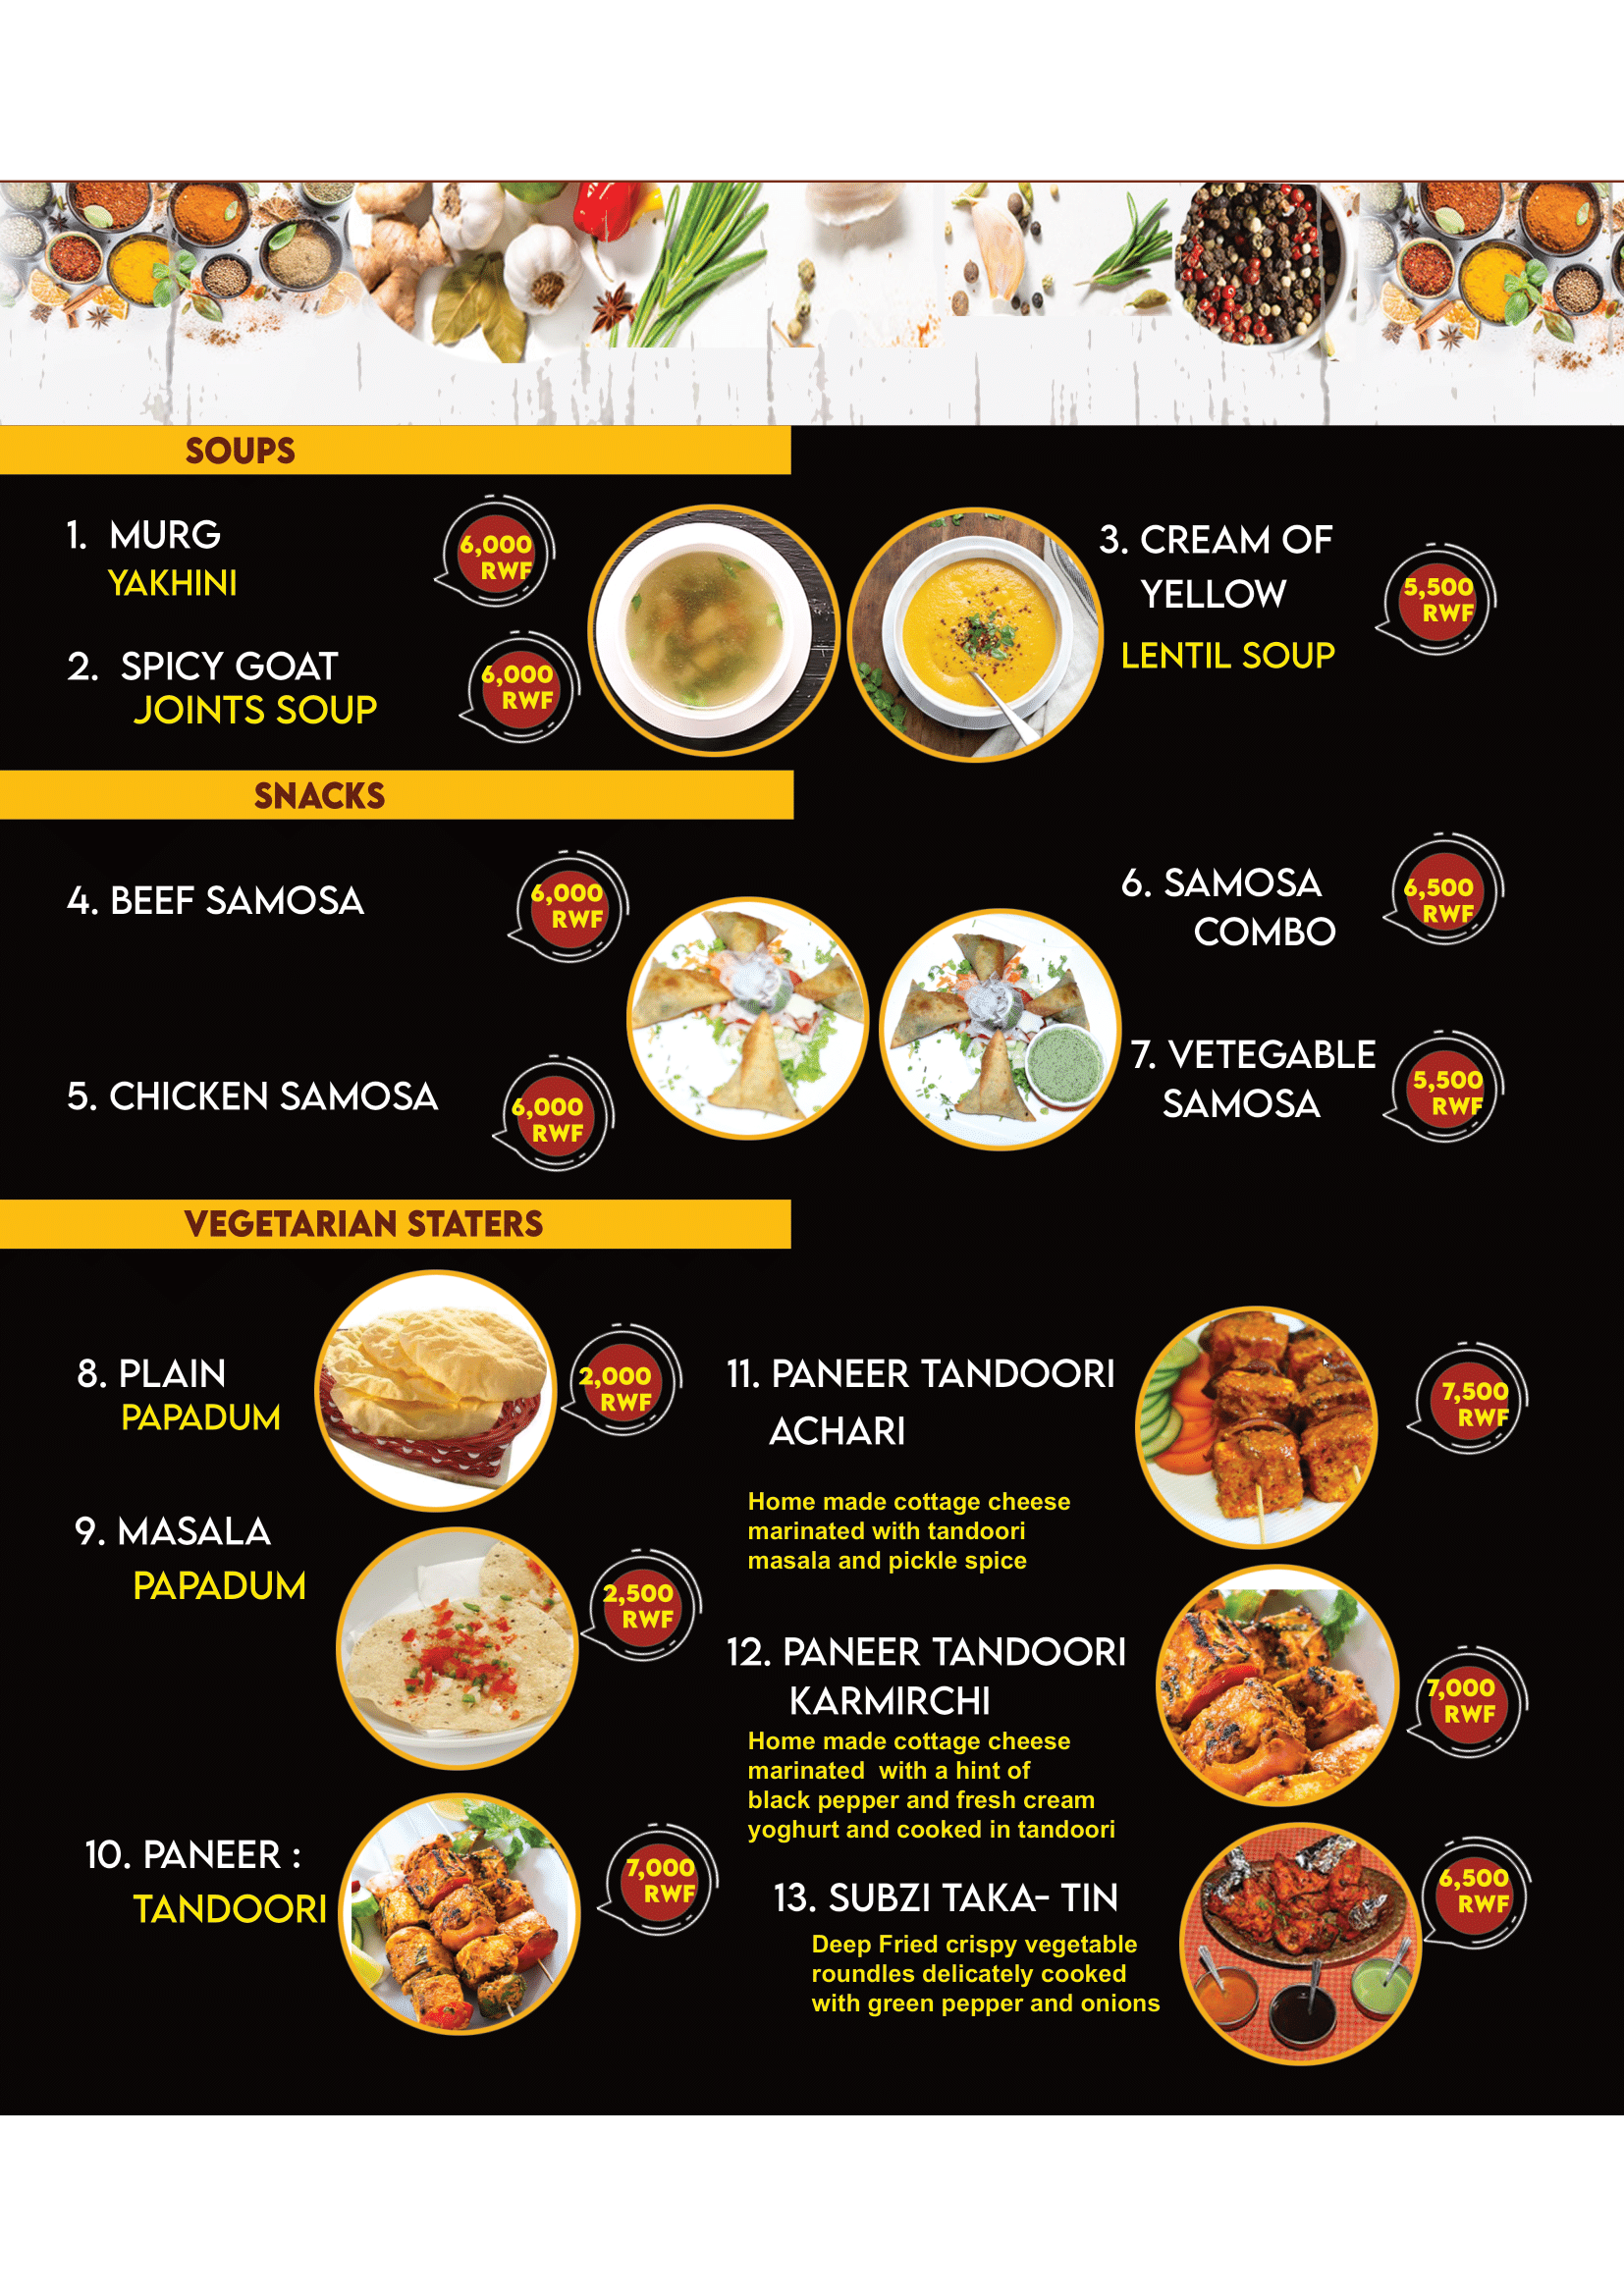 SOUPS
1. MURG
YAKHINI
6,000
RWF
2. SPICY GOAT
JOINTS SOUP
6,000
RWF
3. CREAM OF
YELLOW
LENTIL SOUP
5,500
RWF
SNACKS
4. BEEF SAMOSA
6,000
RWF
5. CHICKEN SAMOSA
6,000
RWF
6. SAMOSA
COMBO
6,500
RWF
7. VETEGABLE
SAMOSA
5,500
RWF
VEGETARIAN STATERS
8. PLAIN
PAPADUM
2,000
RWF
9. MASALA
PAPADUM
2,500
RWF
10. PANEER :
TANDOORI
7,000
RWF
11. PANEER TANDOORI
ACHARI
7,500
RWF
Home made cottage cheese
marinated with tandoori
masala and pickle spice
12. PANEER TANDOORI
KARMIRCHI
7,000
RWF
Home made cottage cheese
marinated with a hint of
black pepper and fresh cream
yoghurt and cooked in tandoori
13. SUBZI TAKA- TIN
6,500
RWF
Deep Fried crispy vegetable
roundles delicately cooked
with green pepper and onions